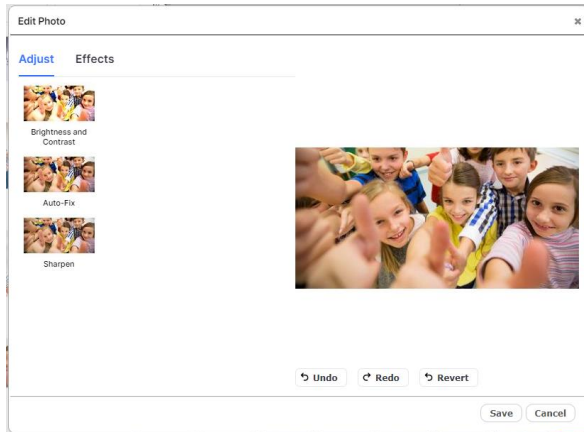 Edit Photo
Adjust Effects
Brightness and
Contrast
Auto-Fix
Sharpen
Undo Redo Revert
Save Cancel